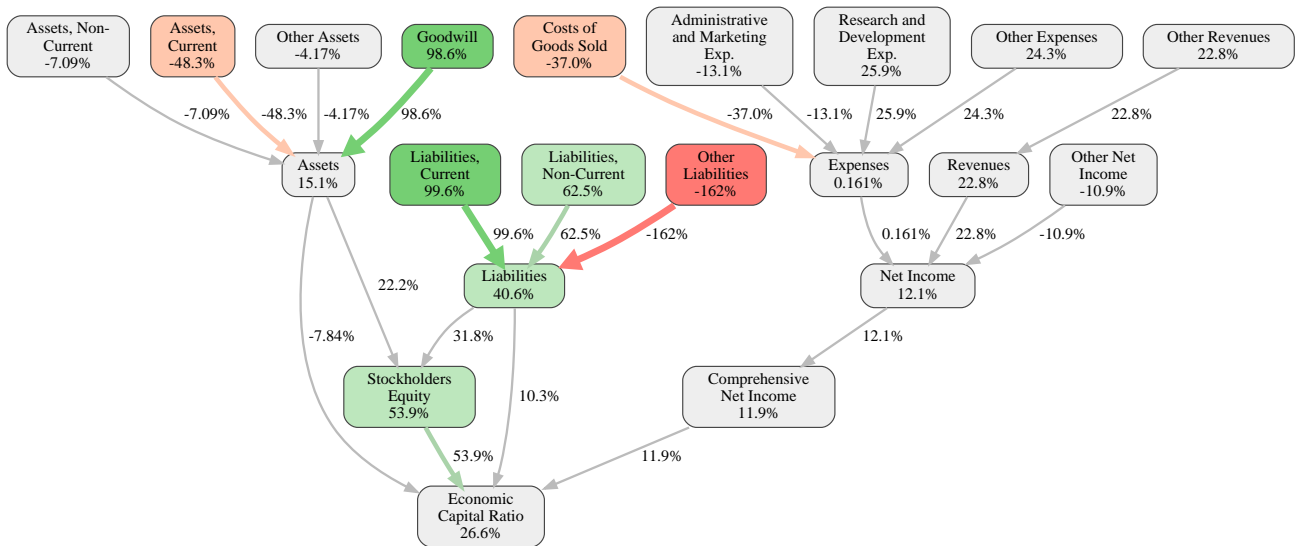 Assets, Non-
Current
-7.09%
Assets,
Current
-48.3%
Other Assets
-4.17%
Goodwill
98.6%
Costs of
Goods Sold
-37.0%
Administrative
and Marketing
Exp.
-13.1%
Research and
Development
Exp.
25.9%
Other Expenses
24.3%
Other Revenues
22.8%
-7.09%
-48.3%
-4.17%
98.6%
-37.0%
-13.1%
25.9%
24.3%
22.8%
Assets
15.1%
Liabilities,
Current
99.6%
Liabilities,
Non-Current
62.5%
Other
Liabilities
-162%
Expenses
0.161%
Revenues
22.8%
Other Net
Income
-10.9%
99.6%
62.5%
-162%
0.161%
22.8%
-10.9%
Liabilities
40.6%
Net Income
12.1%
22.2%
-7.84%
31.8%
12.1%
Stockholders
Equity
53.9%
10.3%
Comprehensive
Net Income
11.9%
53.9%
11.9%
Economic
Capital Ratio
26.6%